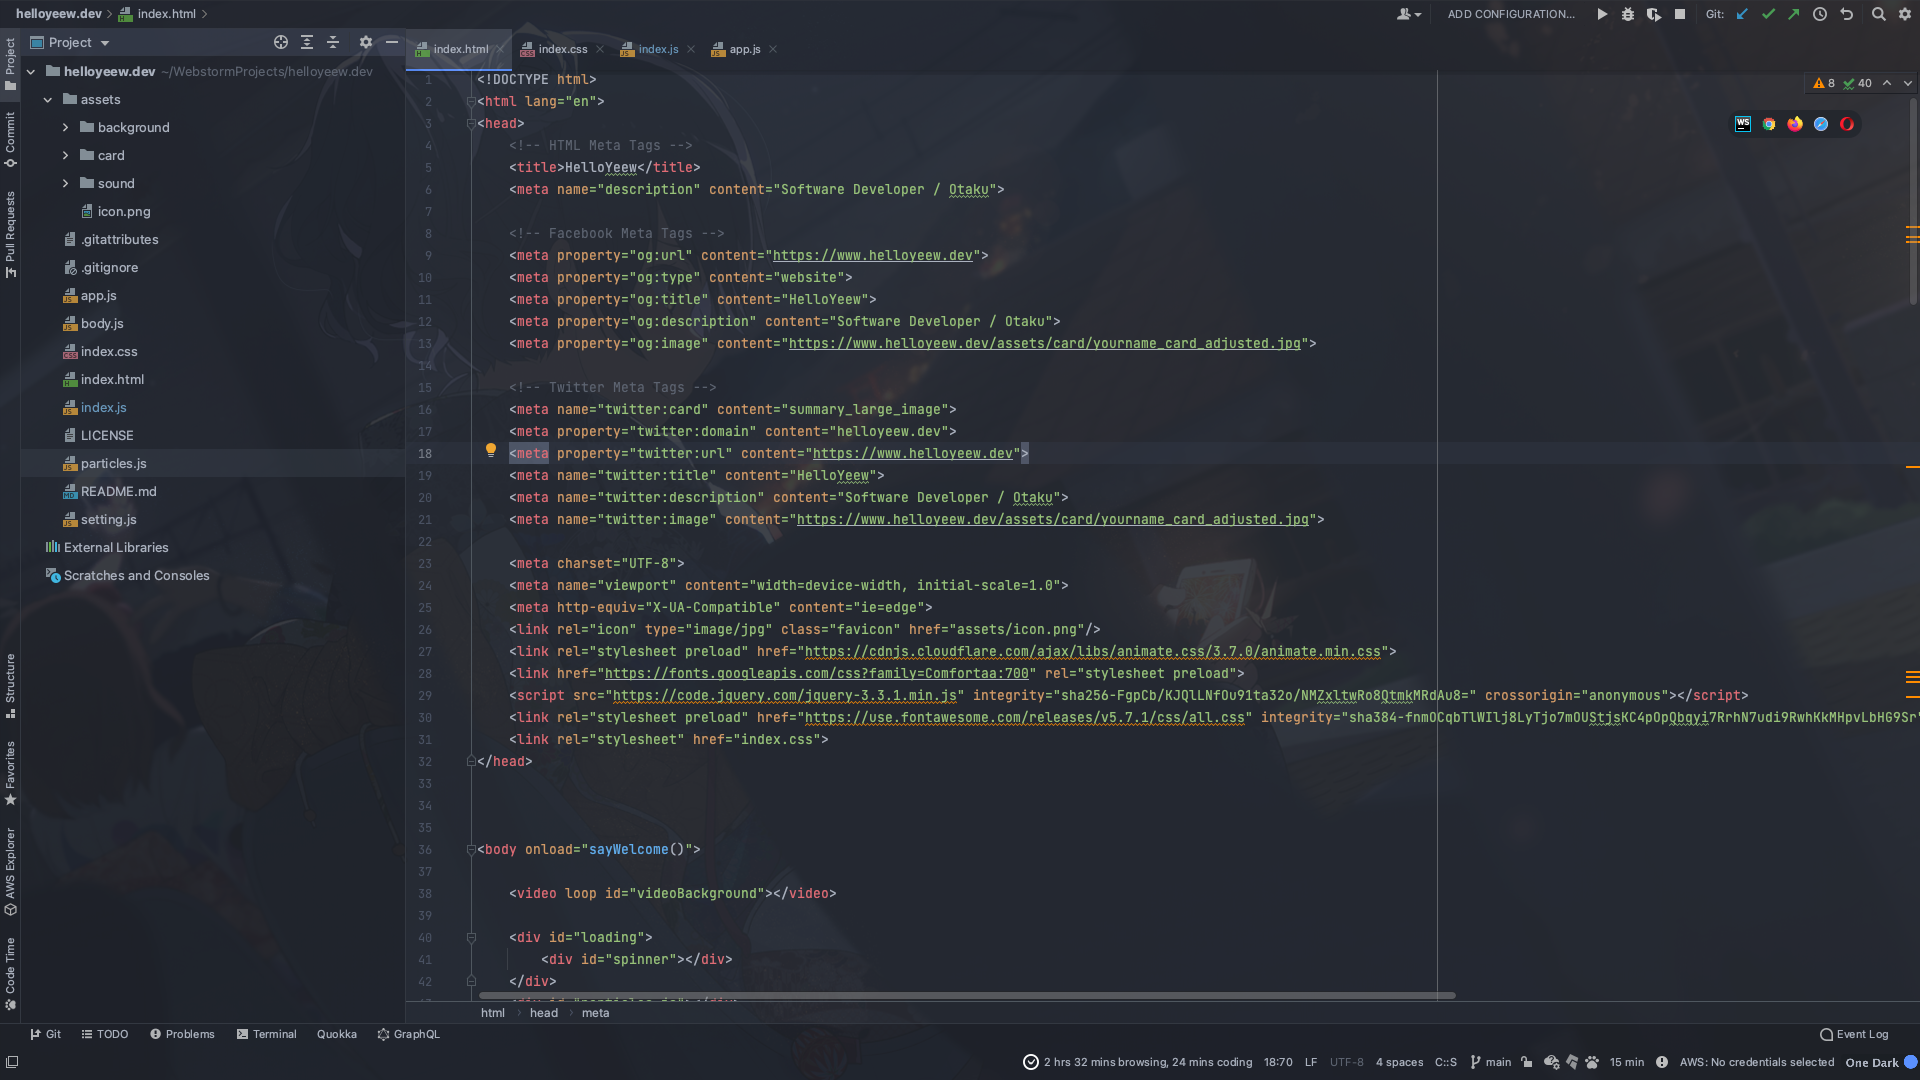 helloyeew.dev index.html
ADD CONFIGURATION... Git:
Project
index.html index.css index.js app.js
helloyeew.dev ~/WebstormProjects/helloyeew.dev
assets
background
card
sound
icon.png
.gitattributes
.gitignore
app.js
body.js
index.css
index.html
index.js
LICENSE
particles.js
README.md
setting.js
External Libraries
Scratches and Consoles
Project
Commit
Pull Requests
Structure
Favorites
AWS Explorer
Code Time
8 40
1 <!DOCTYPE html>
2 <html lang="en">
3 <head>
4 <!-- HTML Meta Tags -->
5 <title>HelloYeew</title>
6 <meta name="description" content="Software Developer / Otaku">
7
8 <!-- Facebook Meta Tags -->
9 <meta property="og:url" content="https://www.helloyeew.dev">
10 <meta property="og:type" content="website">
11 <meta property="og:title" content="HelloYeew">
12 <meta property="og:description" content="Software Developer / Otaku">
13 <meta property="og:image" content="https://www.helloyeew.dev/assets/card/yourname_card_adjusted.jpg">
14
15 <!-- Twitter Meta Tags -->
16 <meta name="twitter:card" content="summary_large_image">
17 <meta property="twitter:domain" content="helloyeew.dev">
18 <meta property="twitter:url" content="https://www.helloyeew.dev">
19 <meta name="twitter:title" content="HelloYeew">
20 <meta name="twitter:description" content="Software Developer / Otaku">
21 <meta name="twitter:image" content="https://www.helloyeew.dev/assets/card/yourname_card_adjusted.jpg">
22
23 <meta charset="UTF-8">
24 <meta name="viewport" content="width=device-width, initial-scale=1.0">
25 <meta http-equiv="X-UA-Compatible" content="ie=edge">
26 <link rel="icon" type="image/jpg" class="favicon" href="assets/icon.png"/>
27 <link rel="stylesheet preload" href="https://cdnjs.cloudflare.com/ajax/libs/animate.css/3.7.0/animate.min.css">
28 <link href="https://fonts.googleapis.com/css?family=Comfortaa:700" rel="stylesheet preload">
29 <script src="https://code.jquery.com/jquery-3.3.1.min.js" integrity="sha256-FgpCb/KJQlLNfOu91ta32o/NMZxltwRo8QtmkMRdAu8=" crossorigin="anonymous"></script>
30 <link rel="stylesheet preload" href="https://use.fontawesome.com/releases/v5.7.1/css/all.css" integrity="sha384-fnmOCqbTlWIlj8LyTjo7mOUStjsKC4pOpQbqyi7RrhN7udi9RwhKkMHpvLbHG9Sr"
31 <link rel="stylesheet" href="index.css">
32 </head>
33
34
35
36 <body onload="sayWelcome()">
37
38 <video loop id="videoBackground"></video>
39
40 <div id="loading">
41 <div id="spinner"></div>
42 </div>
html head meta
Git TODO Problems Terminal Quokka GraphQL Event Log
2 hrs 32 mins browsing, 24 mins coding 18:70 LF UTF-8 4 spaces C::S main 15 min AWS: No credentials selected One Dark